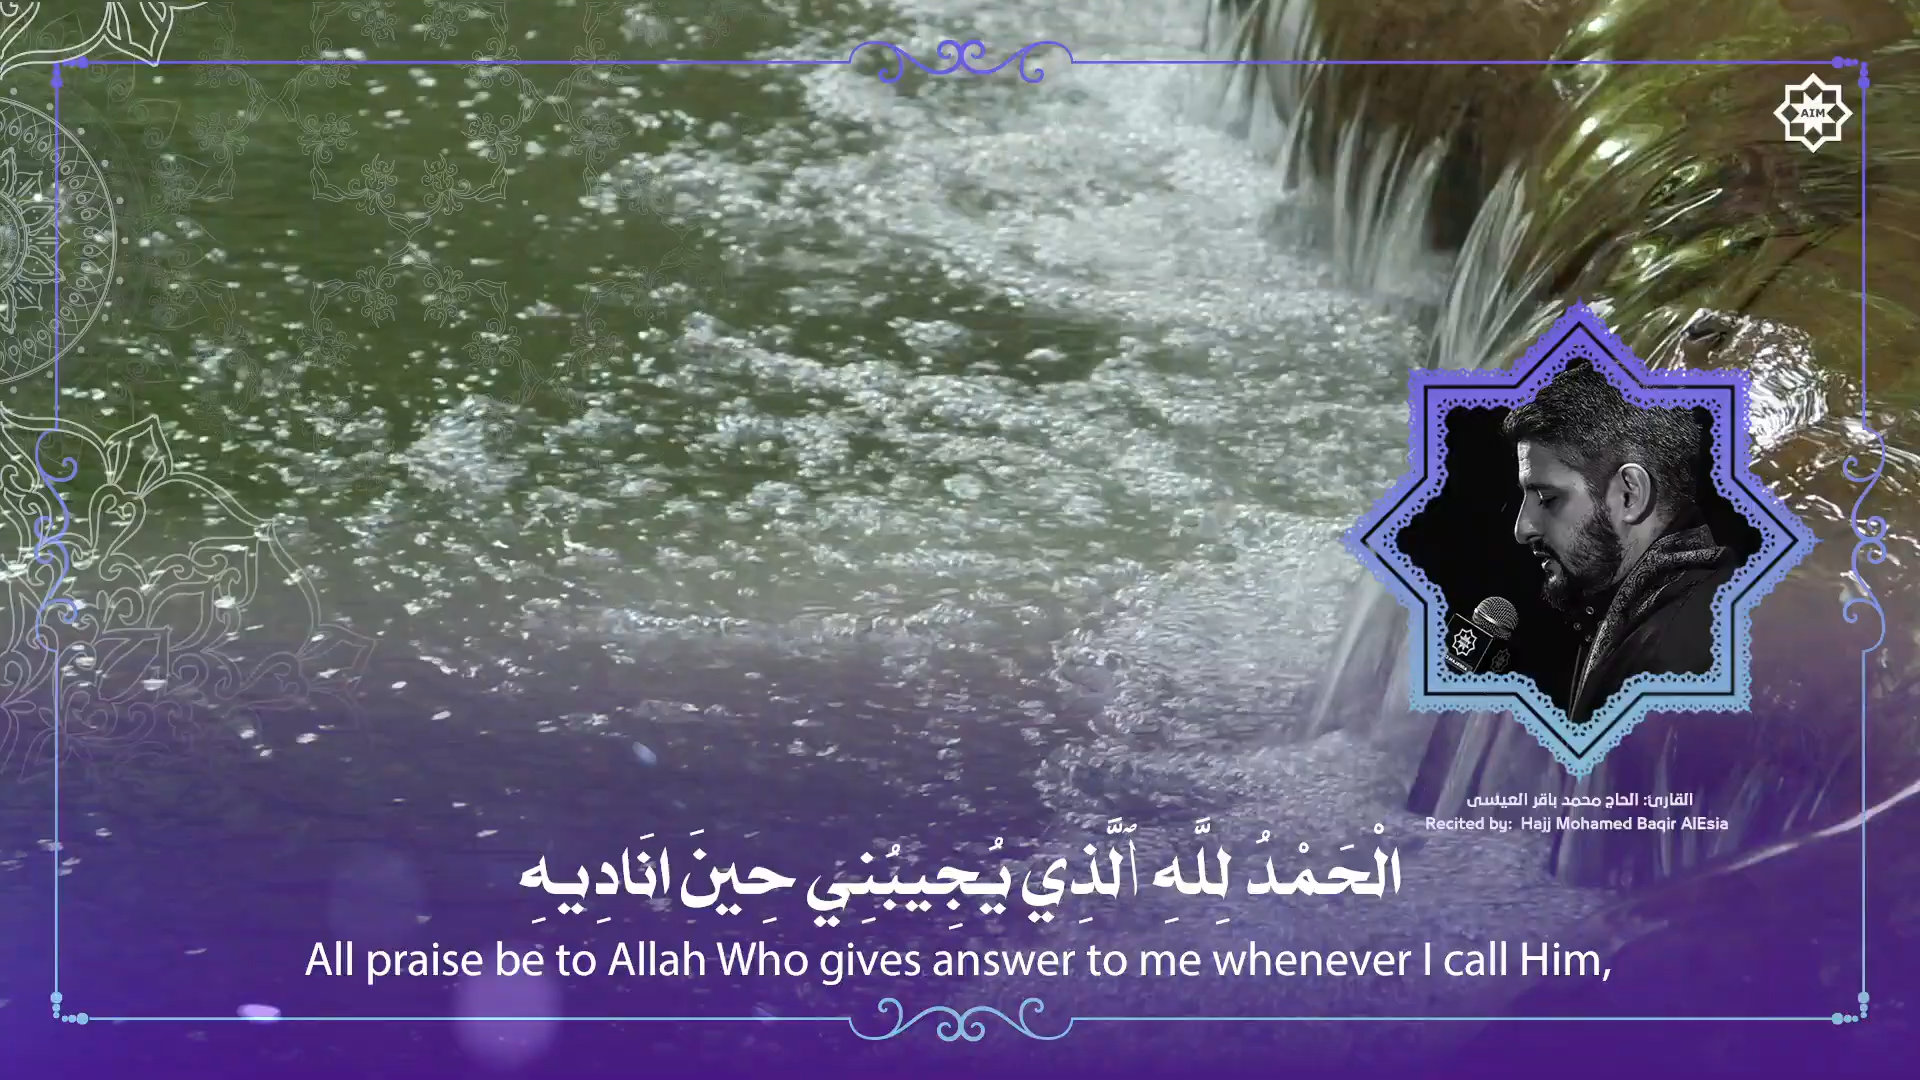 AIM
القارئ: الحاج محمد باقر العيسى
Recited by: Hajj Mohamed Baqir AlEsia
الْحَمْدُ لِلَّهِ ٱلَّذِي يُجِيبُنِي حِينَ انَادِيهِ
All praise be to Allah Who gives answer to me whenever I call Him,